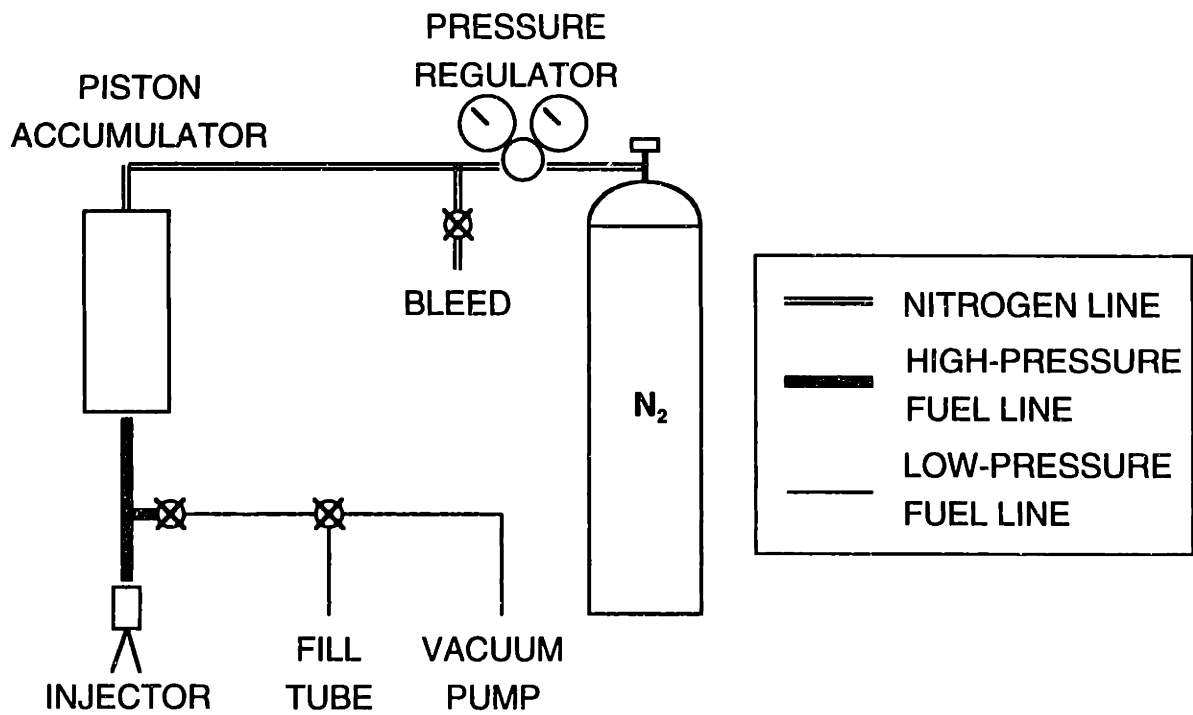 PRESSURE
REGULATOR
PISTON
ACCUMULATOR
BLEED
N₂
NITROGEN LINE
HIGH-PRESSURE
FUEL LINE
LOW-PRESSURE
FUEL LINE
INJECTOR
FILL
TUBE
VACUUM
PUMP